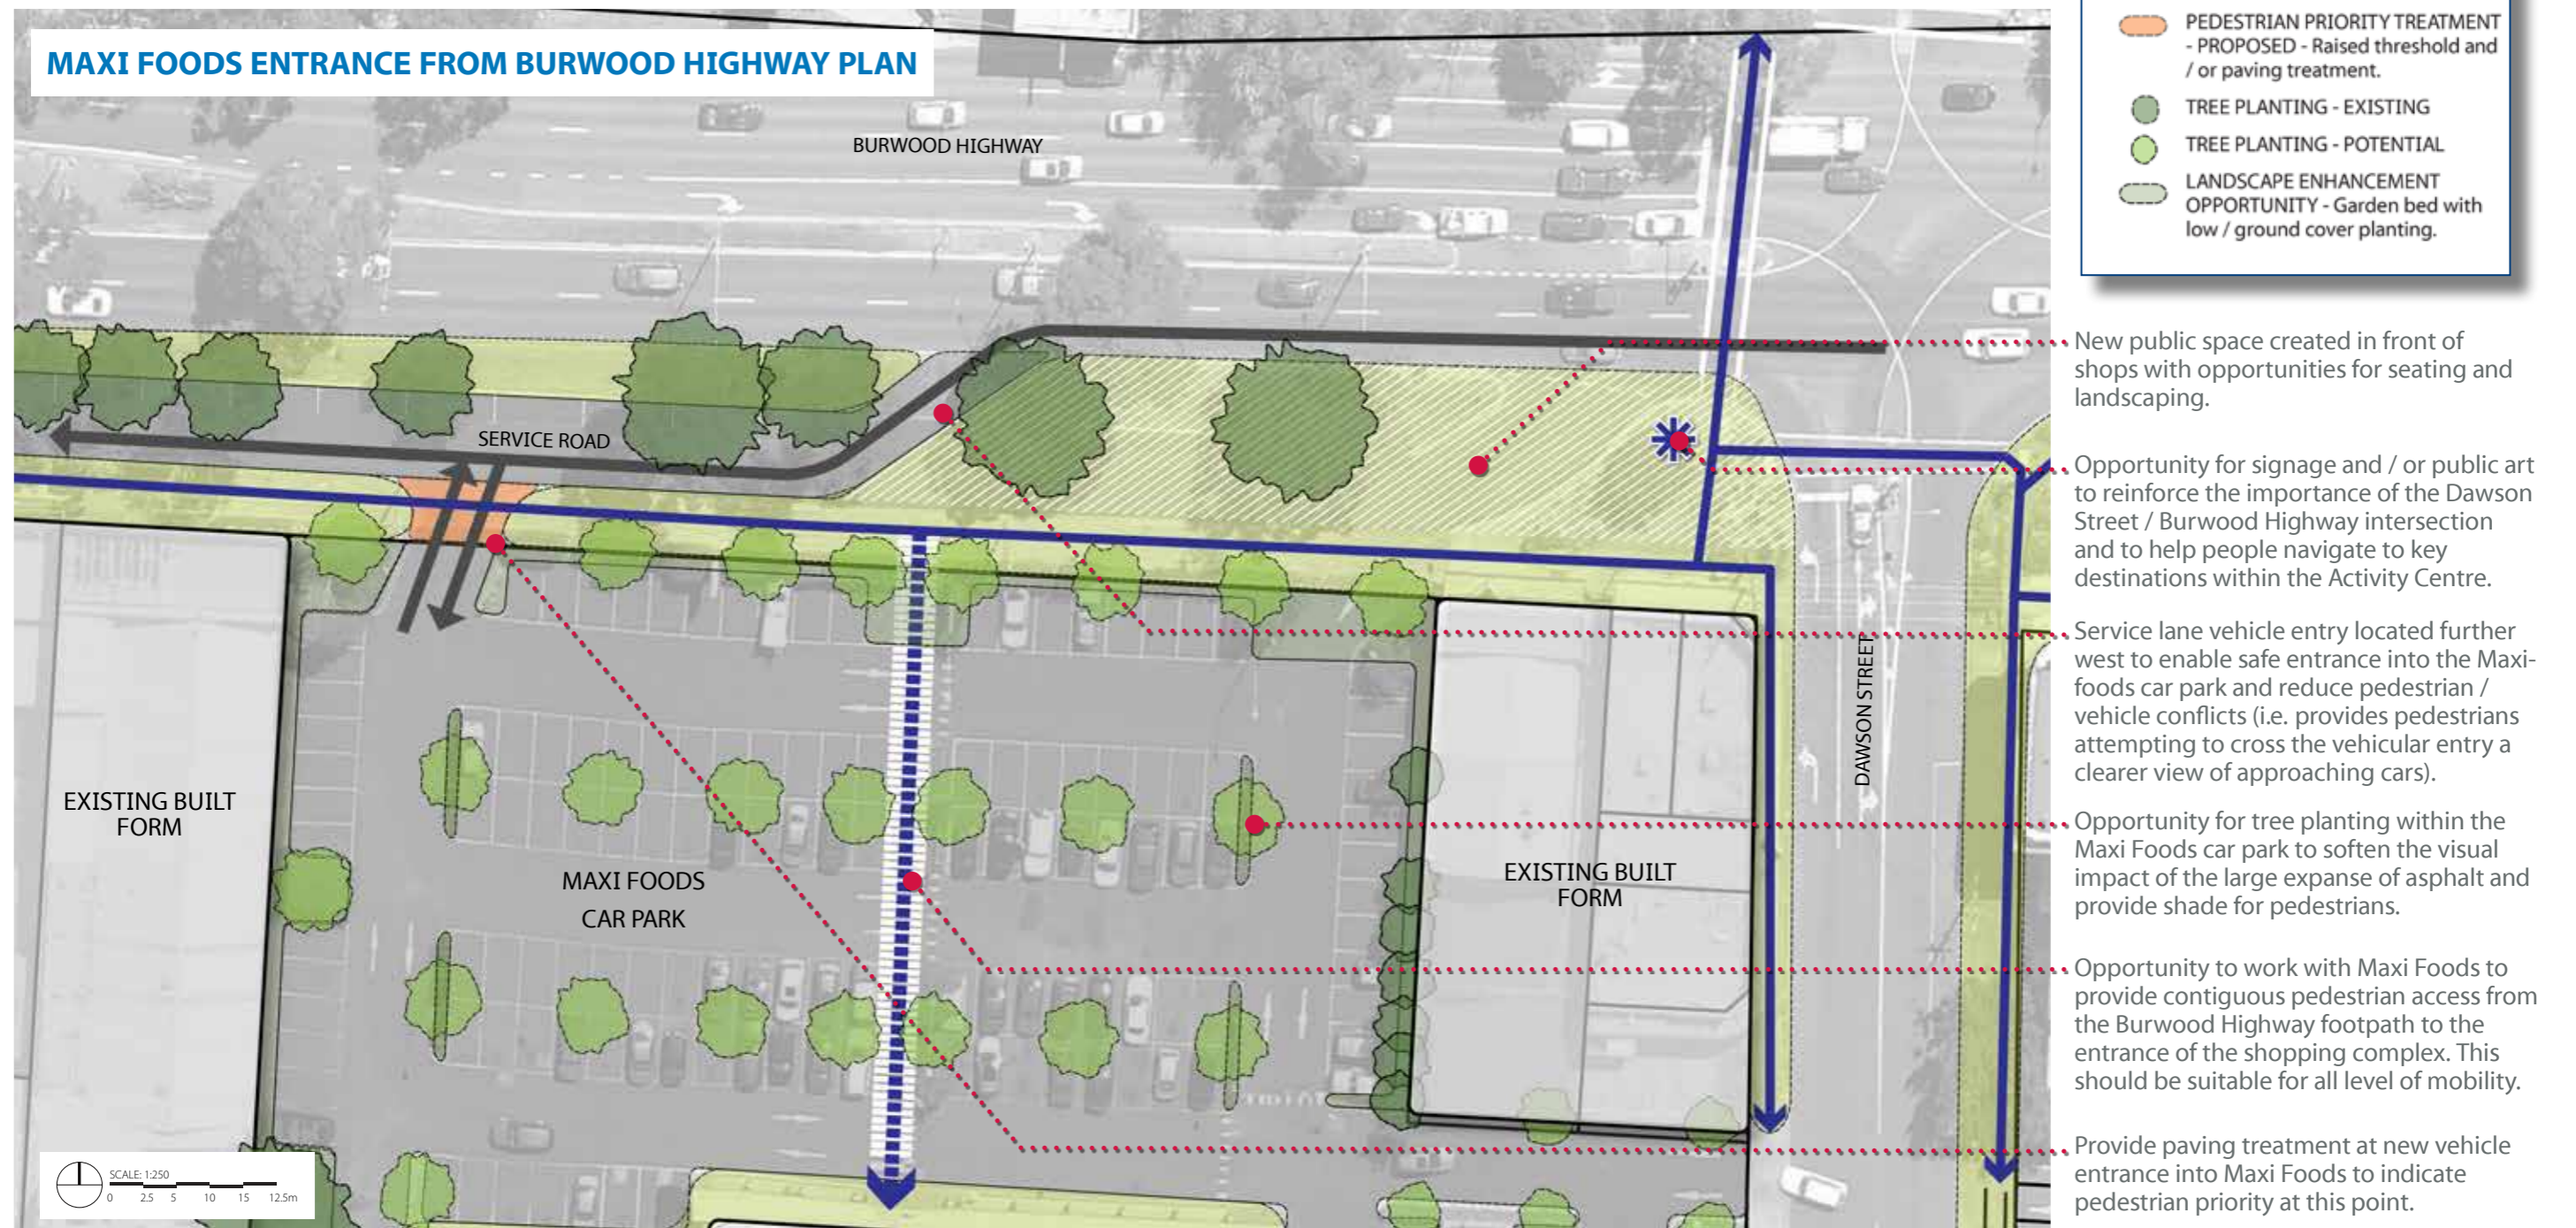 MAXI FOODS ENTRANCE FROM BURWOOD HIGHWAY PLAN
BURWOOD HIGHWAY
SERVICE ROAD
DAWSON STREET
EXISTING BUILT
FORM
MAXI FOODS
CAR PARK
EXISTING BUILT
FORM
SCALE: 1:250
0 2.5 5 10 15 12.5m
PEDESTRIAN PRIORITY TREATMENT
- PROPOSED - Raised threshold and
/ or paving treatment.
TREE PLANTING - EXISTING
TREE PLANTING - POTENTIAL
LANDSCAPE ENHANCEMENT
OPPORTUNITY - Garden bed with
low / ground cover planting.
New public space created in front of
shops with opportunities for seating and
landscaping.
Opportunity for signage and / or public art
to reinforce the importance of the Dawson
Street / Burwood Highway intersection
and to help people navigate to key
destinations within the Activity Centre.
Service lane vehicle entry located further
west to enable safe entrance into the Maxi-
foods car park and reduce pedestrian /
vehicle conflicts (i.e. provides pedestrians
attempting to cross the vehicular entry a
clearer view of approaching cars).
Opportunity for tree planting within the
Maxi Foods car park to soften the visual
impact of the large expanse of asphalt and
provide shade for pedestrians.
Opportunity to work with Maxi Foods to
provide contiguous pedestrian access from
the Burwood Highway footpath to the
entrance of the shopping complex. This
should be suitable for all level of mobility.
Provide paving treatment at new vehicle
entrance into Maxi Foods to indicate
pedestrian priority at this point.